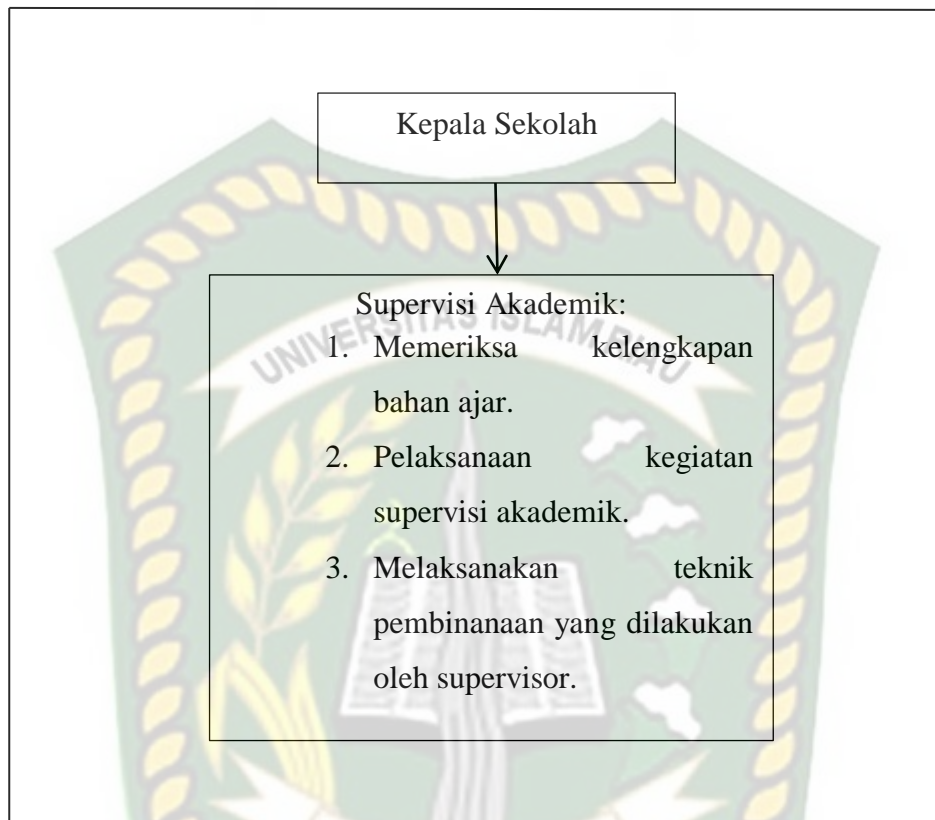 Kepala Sekolah
Supervisi Akademik:
UNIVERSITAS ISLAM RIAU
1. Memeriksa kelengkapan
bahan ajar.
2. Pelaksanaan kegiatan
supervisi akademik.
3. Melaksanakan teknik
pembinanaan yang dilakukan
oleh supervisor.